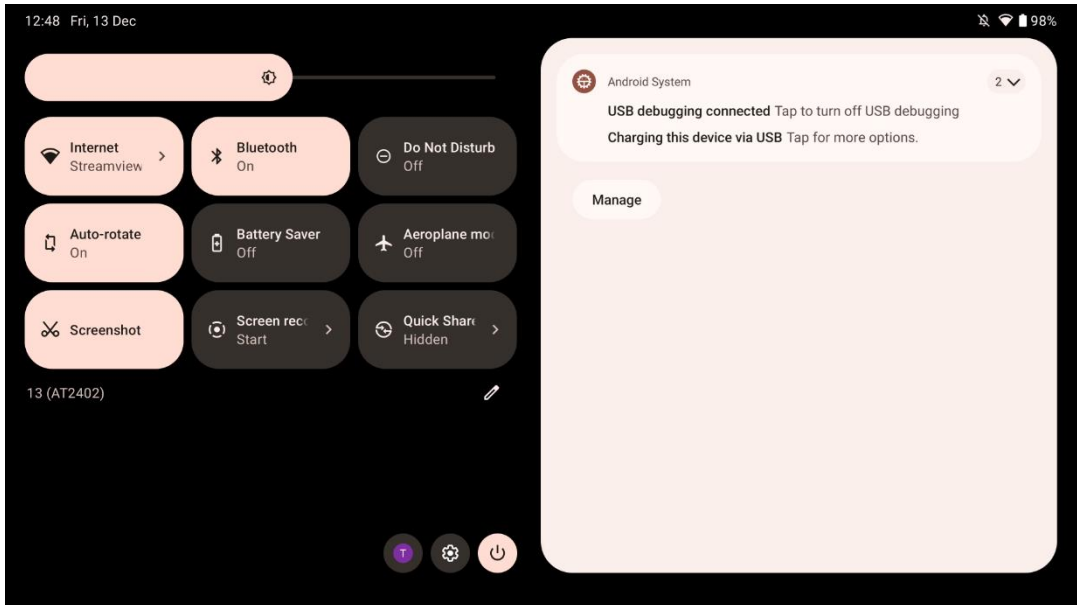 12:48 Fri, 13 Dec
98%
Internet
Streamview
Bluetooth
On
Do Not Disturb
Off
Auto-rotate
On
Battery Saver
Off
Aeroplane mo
Off
Screenshot
Screen rec
Start
Quick Shar
Hidden
13 (AT2402)
T
Android System
2
USB debugging connected Tap to turn off USB debugging
Charging this device via USB Tap for more options.
Manage